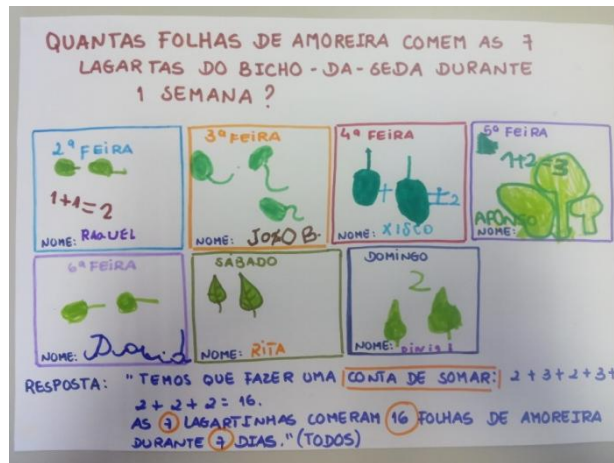 QUANTAS FOLHAS DE AMOREIRA COMEM AS 7
LAGARTAS DO BICHO-DA-SEDA DURANTE
1 SEMANA?
2ª FEIRA
1+1=2
NOME: RAQUEL
3ª FEIRA
NOME: JOÃO B.
4ª FEIRA
+ = 2
NOME: XISCO
5ª FEIRA
1+2=3
AFONSO
NOME:
6ª FEIRA
NOME: David
SÁBADO
NOME: RITA
DOMINGO
2
NOME: DINIS
RESPOSTA: "TEMOS QUE FAZER UMA CONTA DE SOMAR: 2+3+2+3+
2+2+2=16.
AS 7 LAGARTINHAS COMERAM 16 FOLHAS DE AMOREIRA
DURANTE 7 DIAS." (TODOS)